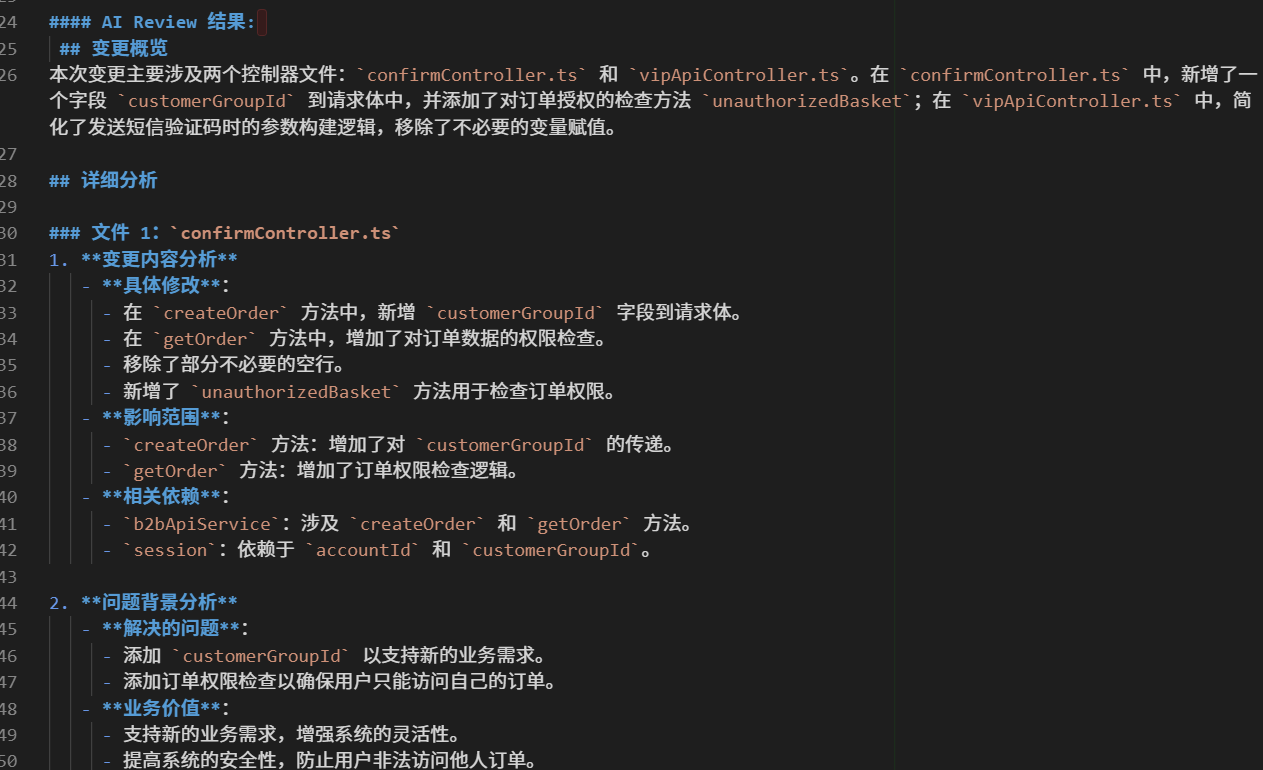 24 #### AI Review 结果:
25 ## 变更概览
26 本次变更主要涉及两个控制器文件：`confirmController.ts` 和 `vipApiController.ts`。在 `confirmController.ts` 中，新增了一
个字段 `customerGroupId` 到请求体中，并添加了对订单授权的检查方法 `unauthorizedBasket`；在 `vipApiController.ts` 中，简
化了发送短信验证码时的参数构建逻辑，移除了不必要的变量赋值。
27
28 ## 详细分析
29
30 ### 文件 1：`confirmController.ts`
31 1. **变更内容分析**
32 - **具体修改**：
33 - 在 `createOrder` 方法中，新增 `customerGroupId` 字段到请求体。
34 - 在 `getOrder` 方法中，增加了对订单数据的权限检查。
35 - 移除了部分不必要的空行。
36 - 新增了 `unauthorizedBasket` 方法用于检查订单权限。
37 - **影响范围**：
38 - `createOrder` 方法：增加了对 `customerGroupId` 的传递。
39 - `getOrder` 方法：增加了订单权限检查逻辑。
40 - **相关依赖**：
41 - `b2bApiService`：涉及 `createOrder` 和 `getOrder` 方法。
42 - `session`：依赖于 `accountId` 和 `customerGroupId`。
43
44 2. **问题背景分析**
45 - **解决的问题**：
46 - 添加 `customerGroupId` 以支持新的业务需求。
47 - 添加订单权限检查以确保用户只能访问自己的订单。
48 - **业务价值**：
49 - 支持新的业务需求，增强系统的灵活性。
50 - 提高系统的安全性，防止用户非法访问他人订单。